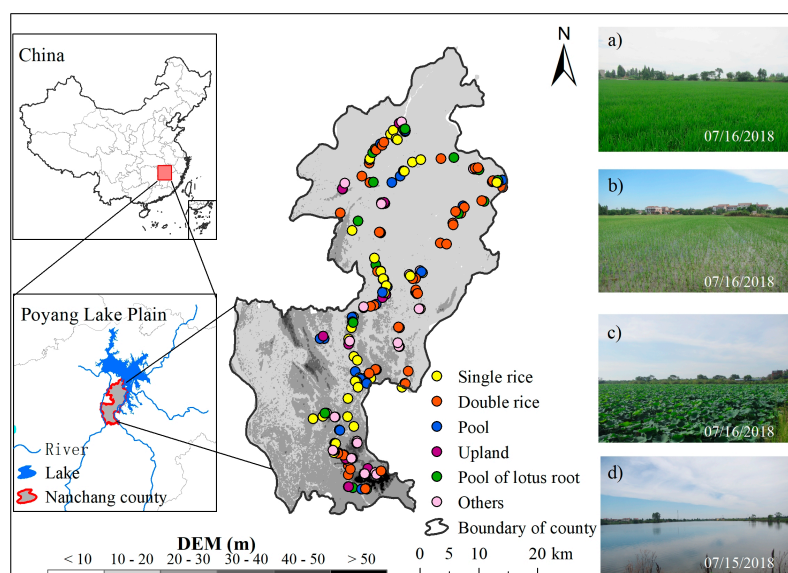 China
Poyang Lake Plain
River
Lake
Nanchang county
N
Single rice
Double rice
Pool
Upland
Pool of lotus root
Others
Boundary of county
DEM (m)
< 10 10 - 20 20 - 30 30 - 40 40 - 50 > 50
0 10 20 km
a)
07/16/2018
b)
07/16/2018
c)
07/16/2018
d)
07/15/2018